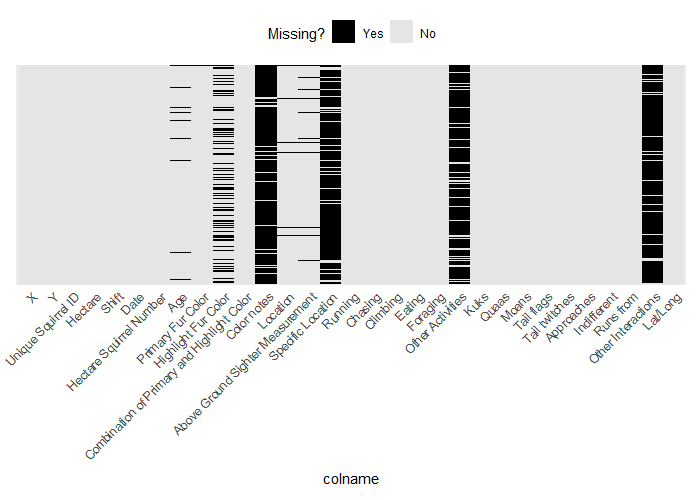 Missing? Yes No
X
Y
Unique Squirrel ID
Hectare
Shift
Date
Hectare Squirrel Number
Age
Primary Fur Color
Highlight Fur Color
Combination of Primary and Highlight Color
Color notes
Location
Above Ground Sighter Measurement
Specific Location
Running
Chasing
Climbing
Eating
Foraging
Other Activities
Kuks
Quaas
Moans
Tail flags
Tail twitches
Approaches
Indifferent
Runs from
Other Interactions
Lat/Long
colname